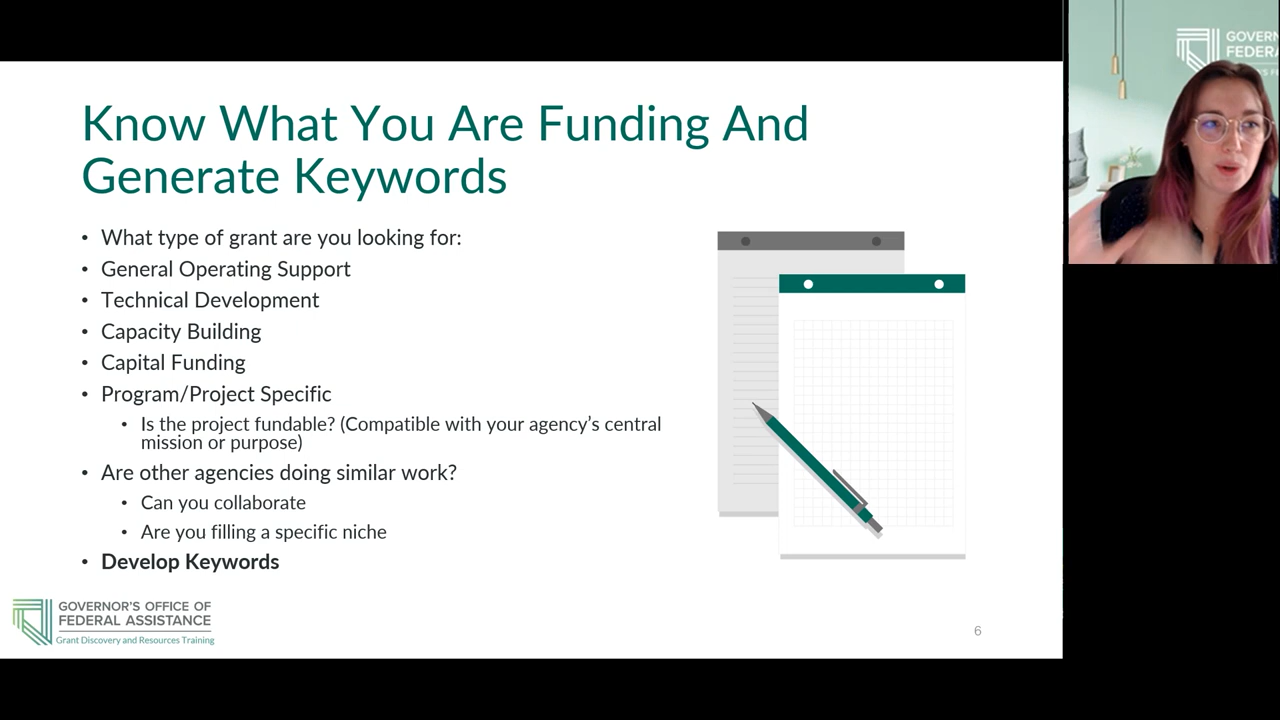 Know What You Are Funding And
Generate Keywords
• What type of grant are you looking for:
• General Operating Support
• Technical Development
• Capacity Building
• Capital Funding
• Program/Project Specific
• Is the project fundable? (Compatible with your agency's central
mission or purpose)
• Are other agencies doing similar work?
• Can you collaborate
• Are you filling a specific niche
• Develop Keywords
GOVERNOR'S OFFICE OF
FEDERAL ASSISTANCE
Grant Discovery and Resources Training
6
GOVERN
FEDERA